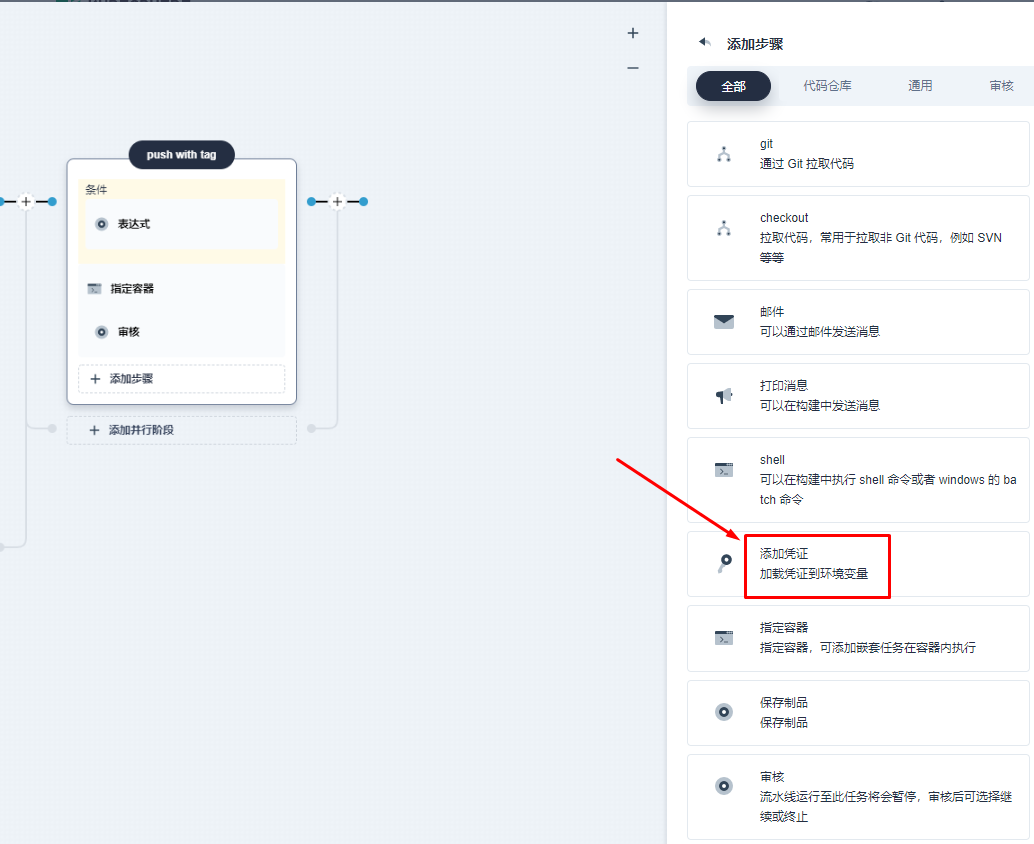 push with tag
条件
表达式
指定容器
审核
添加步骤
添加并行阶段
添加步骤
全部
代码仓库
通用
审核
git
通过 Git 拉取代码
checkout
拉取代码，常用于拉取非 Git 代码，例如 SVN
等等
邮件
可以通过邮件发送消息
打印消息
可以在构建中发送消息
shell
可以在构建中执行 shell 命令或者 windows 的 ba
tch 命令
添加凭证
加载凭证到环境变量
指定容器
指定容器，可添加嵌套任务在容器内执行
保存制品
保存制品
审核
流水线运行至此任务将会暂停，审核后可选择继
续或终止